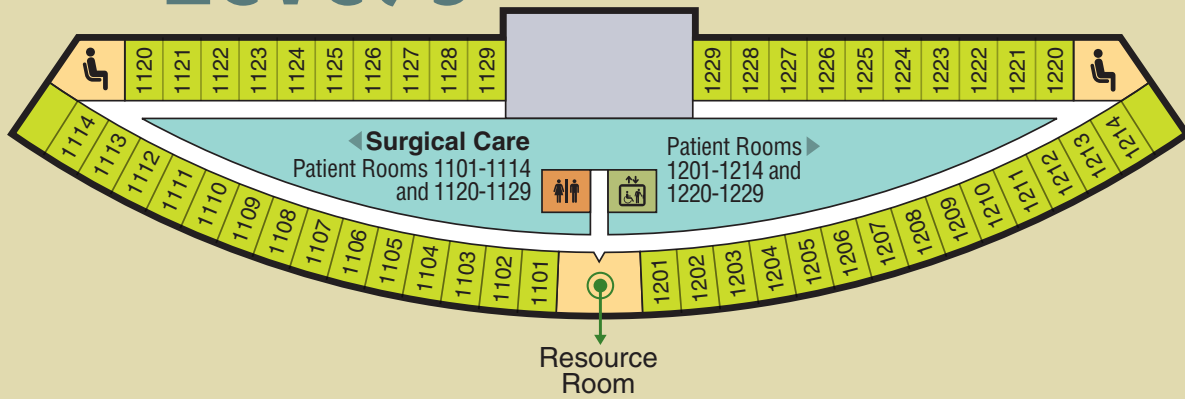 1120 1121 1122 1123 1124 1125 1126 1127 1128 1129
1229 1228 1227 1226 1225 1224 1223 1222 1221 1220
Surgical Care
Patient Rooms 1101-1114
and 1120-1129
Patient Rooms
1201-1214 and
1220-1229
1114 1113 1112 1111 1110 1109 1108 1107 1106 1105 1104 1103 1102 1101
1201 1202 1203 1204 1205 1206 1207 1208 1209 1210 1211 1212 1213 1214
Resource
Room